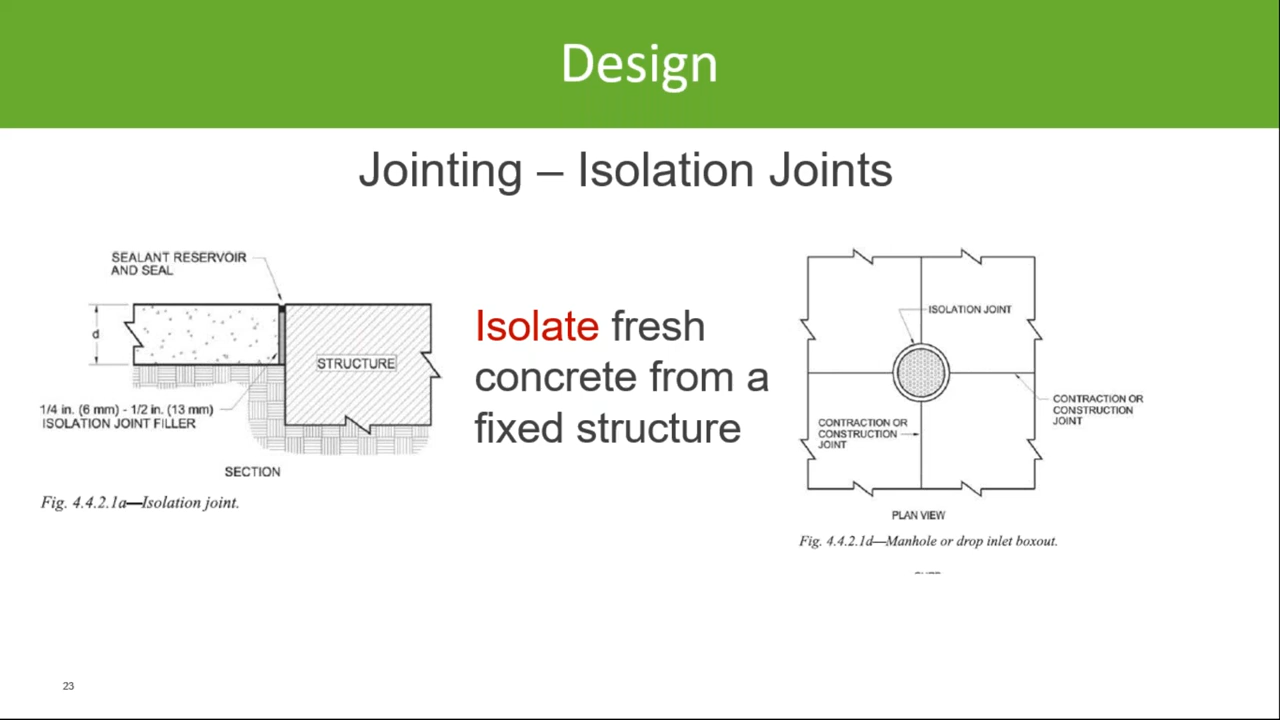 Design
Jointing – Isolation Joints
SEALANT RESERVOIR
AND SEAL
d
STRUCTURE
1/4 in. (6 mm) - 1/2 in. (13 mm)
ISOLATION JOINT FILLER
SECTION
Fig. 4.4.2.1a—Isolation joint.
Isolate fresh
concrete from a
fixed structure
ISOLATION JOINT
CONTRACTION OR
CONSTRUCTION
JOINT
CONTRACTION OR
CONSTRUCTION
JOINT
PLAN VIEW
Fig. 4.4.2.1d—Manhole or drop inlet boxout.
23